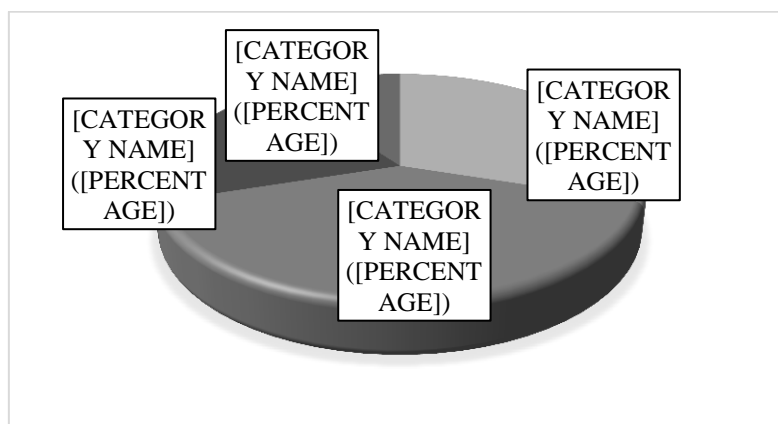 [CATEGOR
Y NAME]
([PERCENT
AGE])
[CATEGOR
Y NAME]
([PERCENT
AGE])
[CATEGOR
Y NAME]
([PERCENT
AGE])
[CATEGOR
Y NAME]
([PERCENT
AGE])